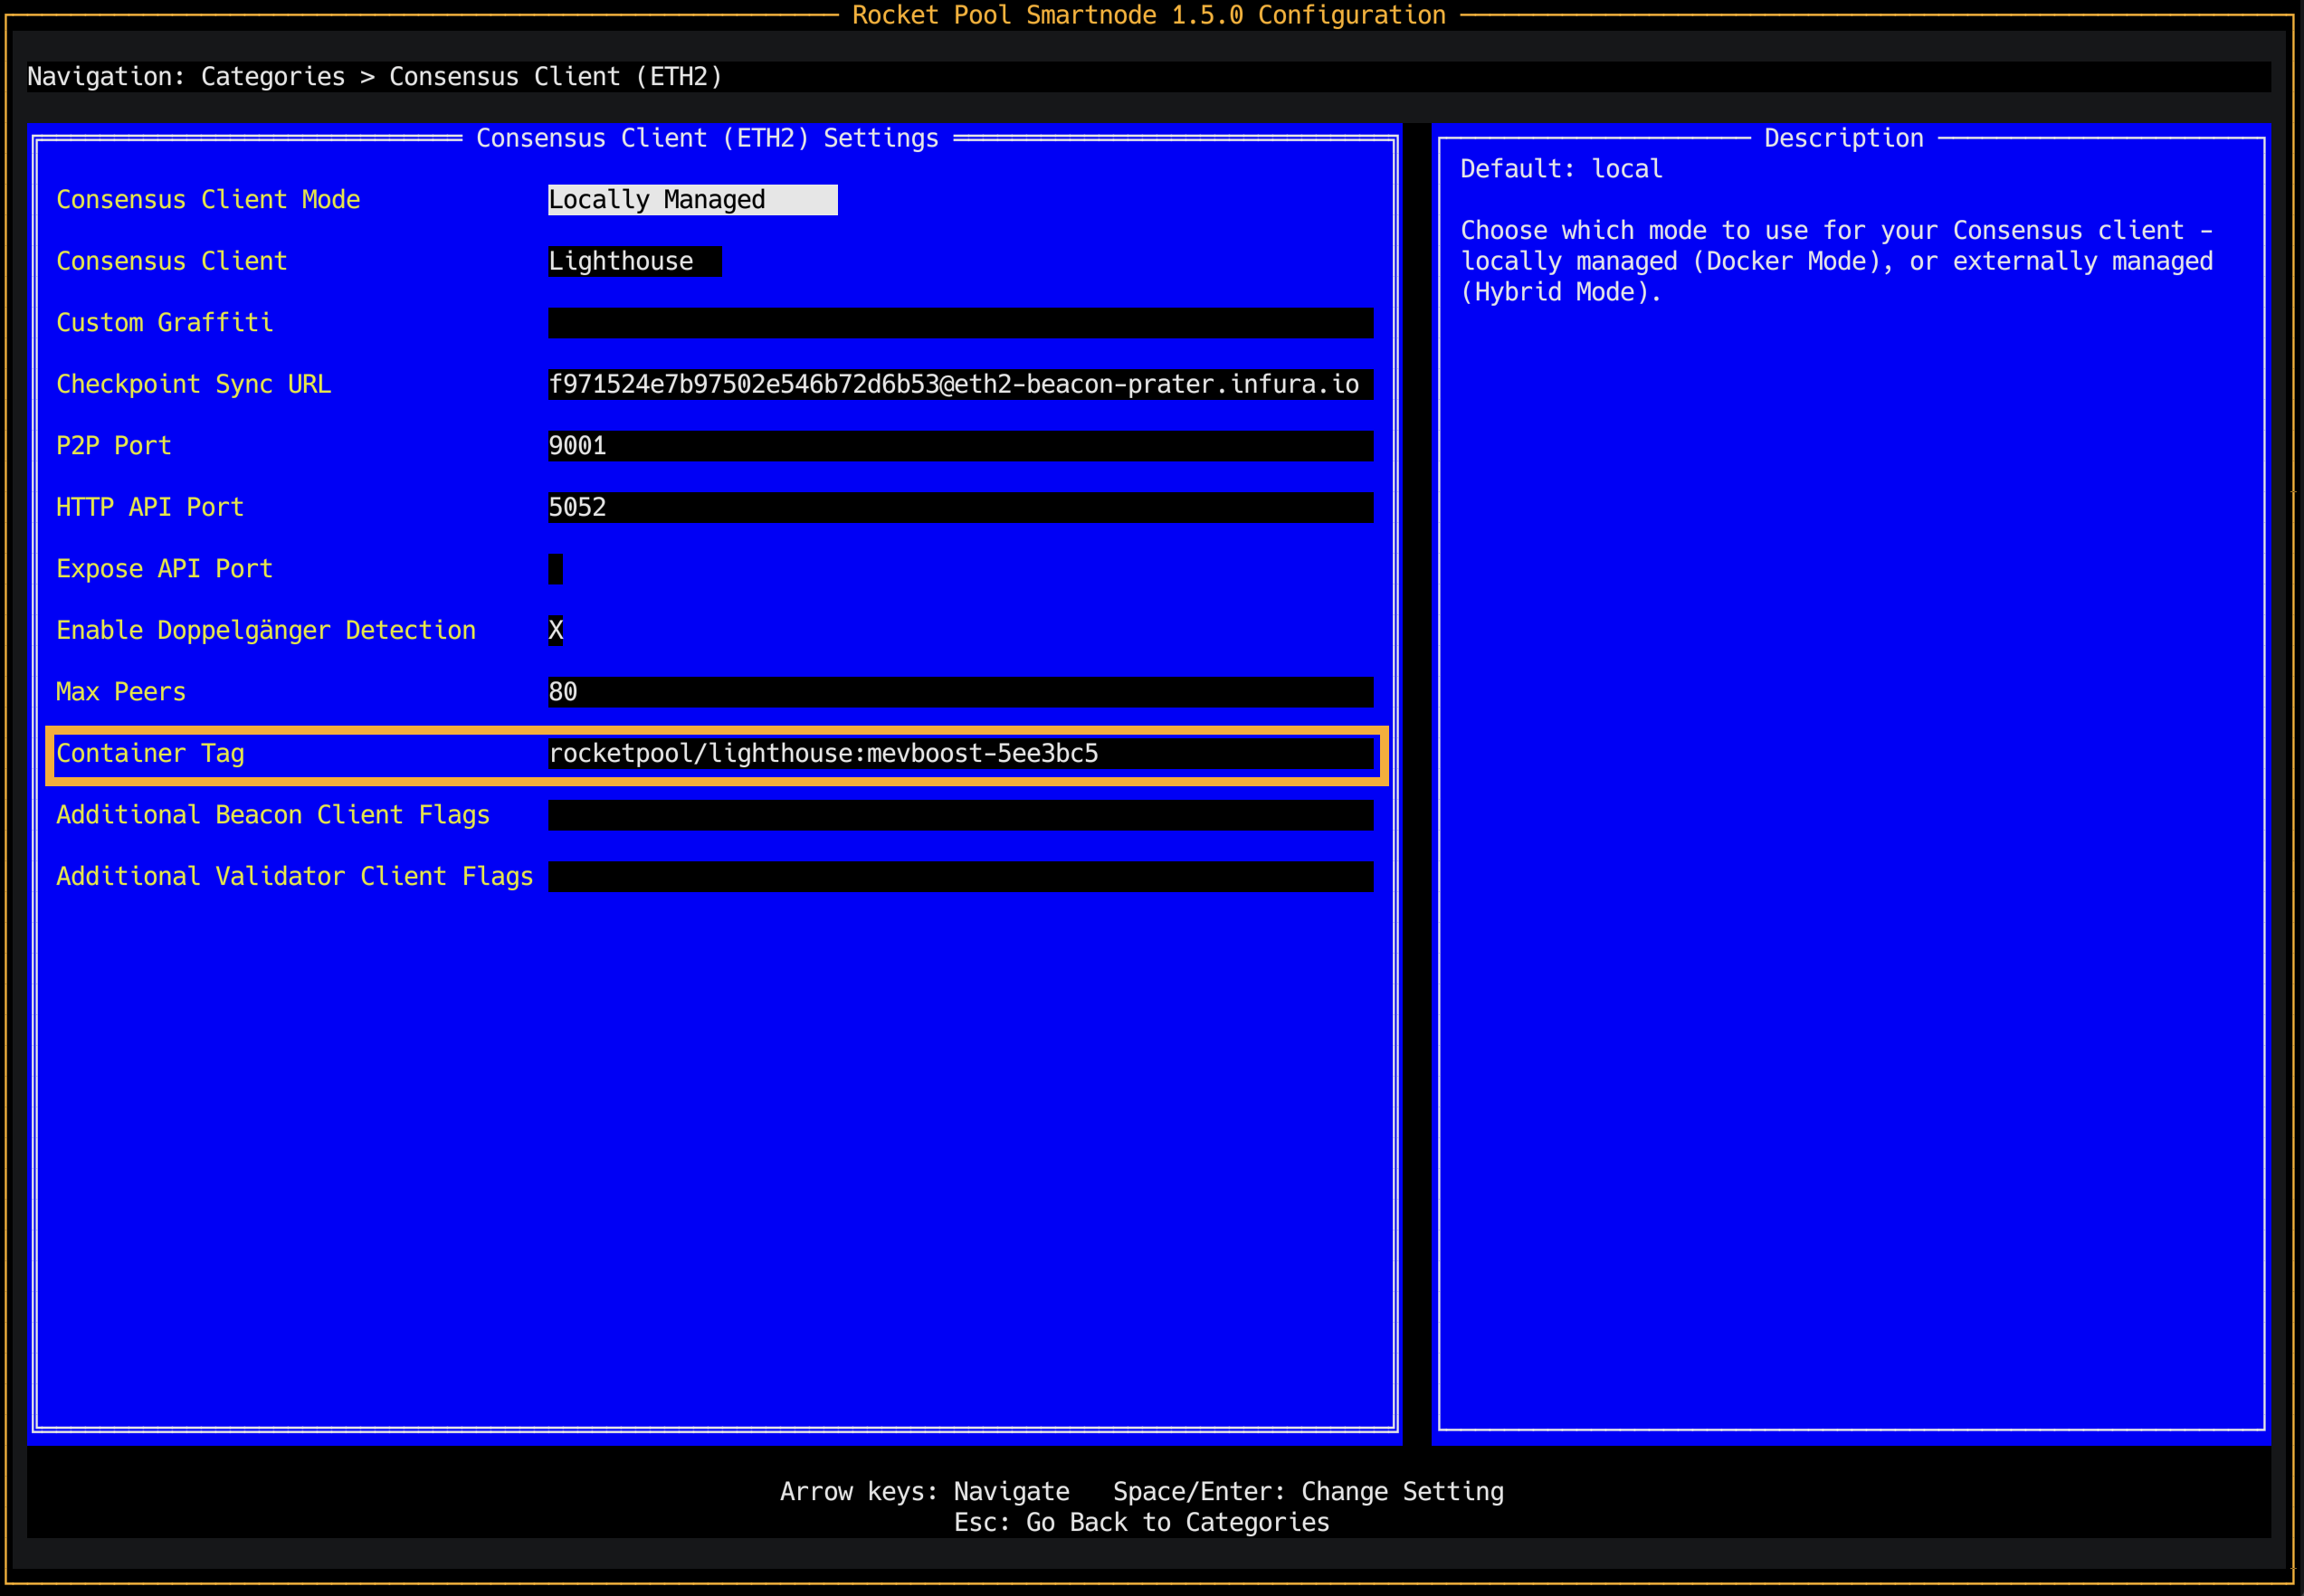 Rocket Pool Smartnode 1.5.0 Configuration
Navigation: Categories > Consensus Client (ETH2)
Consensus Client (ETH2) Settings
Consensus Client Mode Locally Managed
Consensus Client Lighthouse
Custom Graffiti
Checkpoint Sync URL f971524e7b97502e546b72d6b53@eth2-beacon-prater.infura.io
P2P Port 9001
HTTP API Port 5052
Expose API Port
Enable Doppelgänger Detection X
Max Peers 80
Container Tag rocketpool/lighthouse:mevboost-5ee3bc5
Additional Beacon Client Flags
Additional Validator Client Flags
Description
Default: local
Choose which mode to use for your Consensus client -
locally managed (Docker Mode), or externally managed
(Hybrid Mode).
Arrow keys: Navigate Space/Enter: Change Setting
Esc: Go Back to Categories